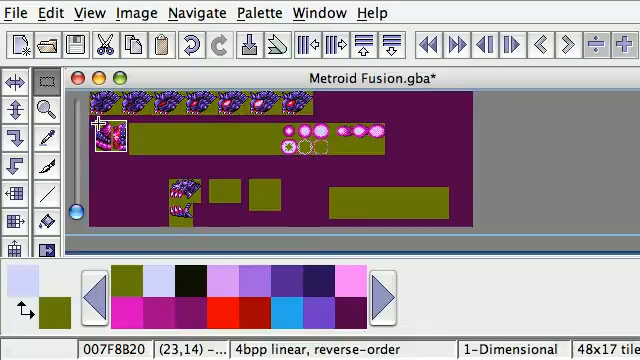 File Edit View Image Navigate Palette Window Help
Metroid Fusion.gba*
007F8B20 (23,14) -... 4bpp linear, reverse-order 1-Dimensional 48x17 tile